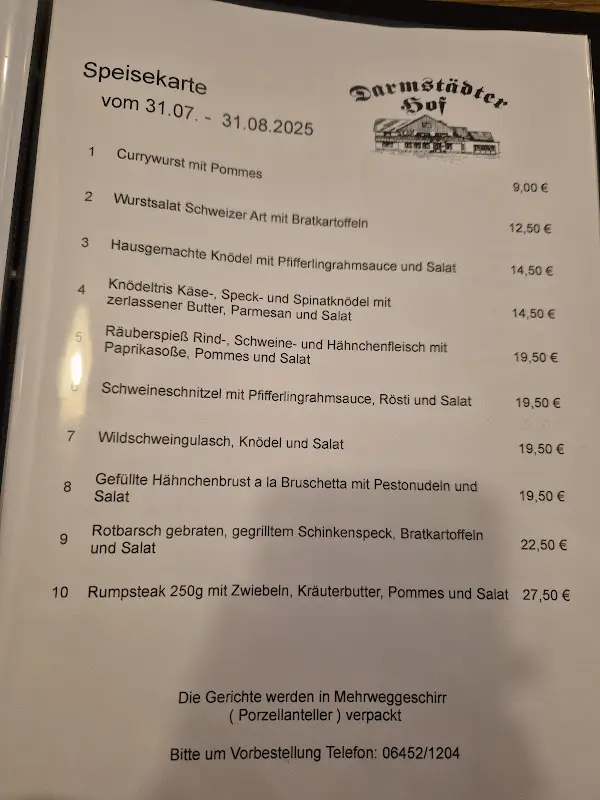 Speisekarte
vom 31.07. - 31.08.2025
Darmstädter
Hof
1 Currywurst mit Pommes 9,00 €
2 Wurstsalat Schweizer Art mit Bratkartoffeln 12,50 €
3 Hausgemachte Knödel mit Pfifferlingrahmsauce und Salat 14,50 €
4 Knödeltris Käse-, Speck- und Spinatknödel mit
zerlassener Butter, Parmesan und Salat 14,50 €
5 Räuberspieß Rind-, Schweine- und Hähnchenfleisch mit
Paprikasoße, Pommes und Salat 19,50 €
6 Schweineschnitzel mit Pfifferlingrahmsauce, Rösti und Salat 19,50 €
7 Wildschweingulasch, Knödel und Salat 19,50 €
8 Gefüllte Hähnchenbrust a la Bruschetta mit Pestonudeln und
Salat 19,50 €
9 Rotbarsch gebraten, gegrilltem Schinkenspeck, Bratkartoffeln
und Salat 22,50 €
10 Rumpsteak 250g mit Zwiebeln, Kräuterbutter, Pommes und Salat 27,50 €
Die Gerichte werden in Mehrweggeschirr
( Porzellanteller ) verpackt
Bitte um Vorbestellung Telefon: 06452/1204